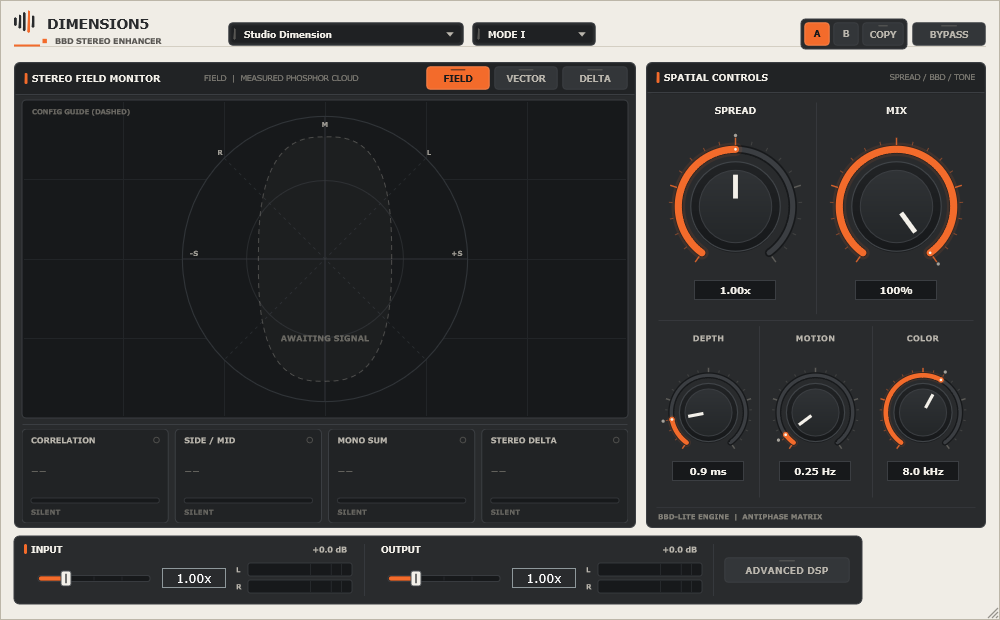 DIMENSION5
BBD STEREO ENHANCER
Studio Dimension
MODE I
A
B
COPY
BYPASS
STEREO FIELD MONITOR
FIELD | MEASURED PHOSPHOR CLOUD
FIELD
VECTOR
DELTA
CONFIG GUIDE (DASHED)
M
R
L
-S
+S
AWAITING SIGNAL
CORRELATION
SIDE / MID
MONO SUM
STEREO DELTA
--
--
--
--
SILENT
SILENT
SILENT
SILENT
SPATIAL CONTROLS
SPREAD / BBD / TONE
SPREAD
MIX
1.00x
100%
DEPTH
MOTION
COLOR
0.9 ms
0.25 Hz
8.0 kHz
BBD-LITE ENGINE | ANTIPHASE MATRIX
INPUT
+0.0 dB
1.00x
L
R
OUTPUT
+0.0 dB
1.00x
L
R
ADVANCED DSP